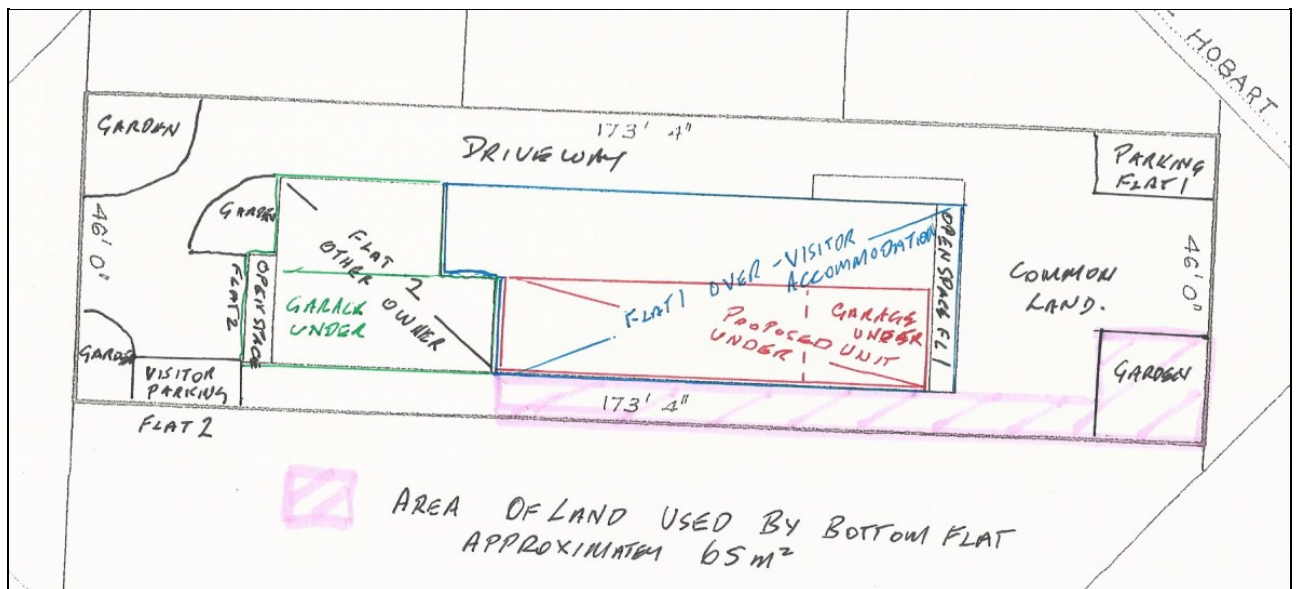 HOBART
GARDEN
173' 4"
DRIVEWAY
PARKING
FLAT 1
46' 0"
GARDEN
FLAT 2
OTHER OWNER
OPEN SPACE
FLAT 2
GARAGE
UNDER
FLAT 1 OVER - VISITOR
ACCOMMODATION
PROPOSED UNIT
UNDER
GARAGE
UNDER
OPEN SPACE FL 1
COMMON
LAND.
46' 0"
GARDEN
GARDEN
VISITOR
PARKING
FLAT 2
173' 4"
AREA OF LAND USED BY BOTTOM FLAT
APPROXIMATELY 65m²